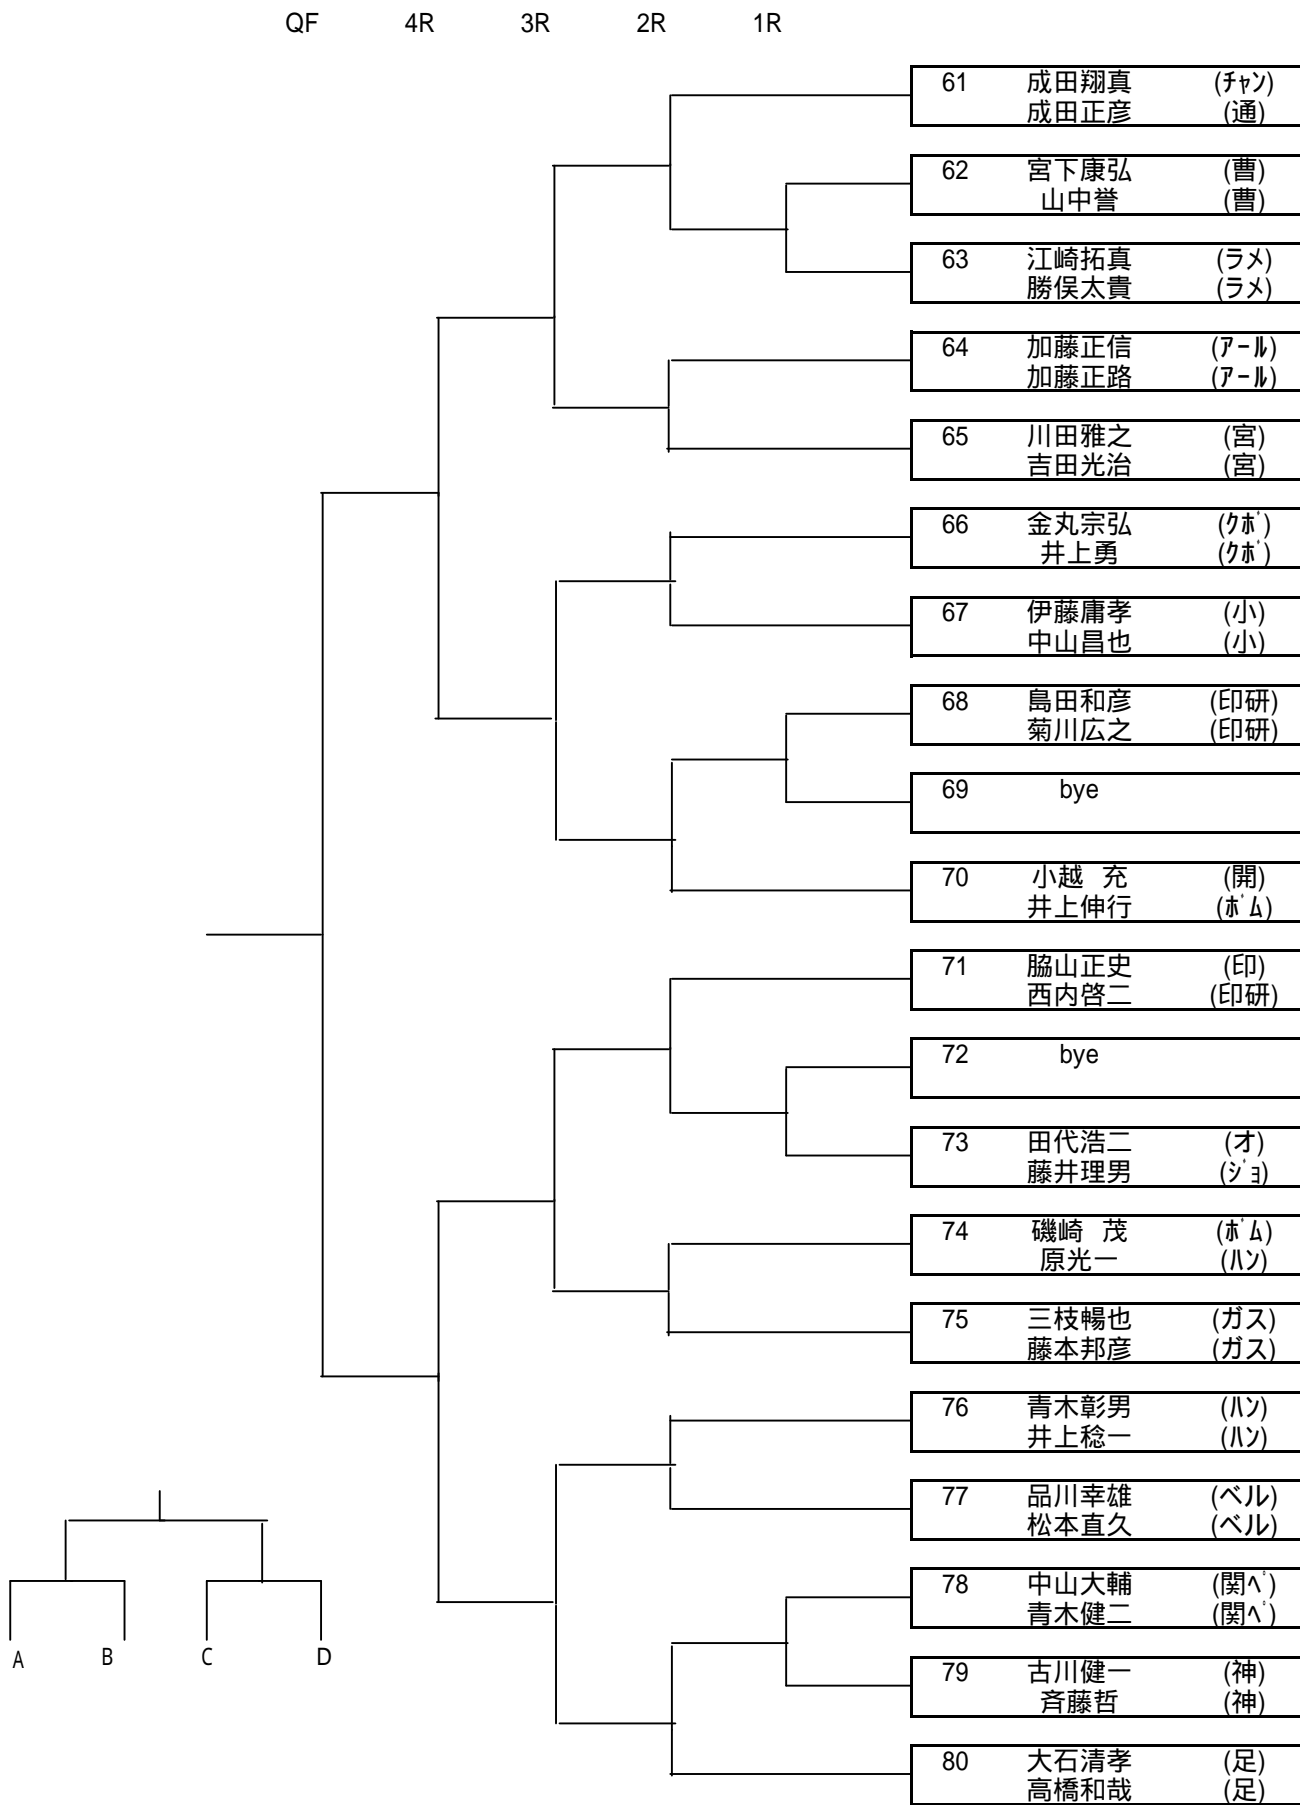 QF 4R 3R 2R 1R
61 成田翔真 (ﾁｬﾝ)
成田正彦 (通)
62 宮下康弘 (曹)
山中誉 (曹)
63 江崎拓真 (ラメ)
勝俣太貴 (ラメ)
64 加藤正信 (ｱｰﾙ)
加藤正路 (ｱｰﾙ)
65 川田雅之 (宮)
吉田光治 (宮)
66 金丸宗弘 (ｸﾎﾞ)
井上勇 (ｸﾎﾞ)
67 伊藤庸孝 (小)
中山昌也 (小)
68 島田和彦 (印研)
菊川広之 (印研)
69 bye
70 小越 充 (開)
井上伸行 (ﾎﾞﾑ)
71 脇山正史 (印)
西内啓二 (印研)
72 bye
73 田代浩二 (オ)
藤井理男 (ｼﾞｮ)
74 磯崎 茂 (ﾎﾞﾑ)
原光一 (ﾊﾝ)
75 三枝暢也 (ガス)
藤本邦彦 (ガス)
76 青木彰男 (ﾊﾝ)
井上稔一 (ﾊﾝ)
77 品川幸雄 (ベル)
松本直久 (ベル)
78 中山大輔 (関ﾍﾞ)
青木健二 (関ﾍﾞ)
79 古川健一 (神)
斉藤哲 (神)
80 大石清孝 (足)
高橋和哉 (足)
A B C D